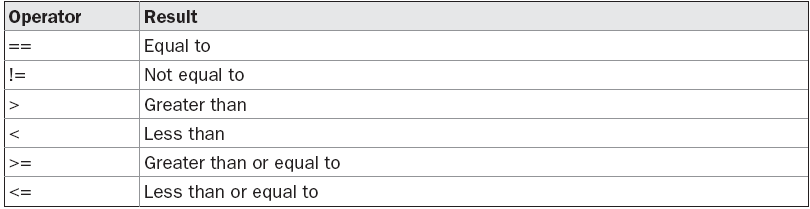 Operator Result
== Equal to
!= Not equal to
> Greater than
< Less than
>= Greater than or equal to
<= Less than or equal to